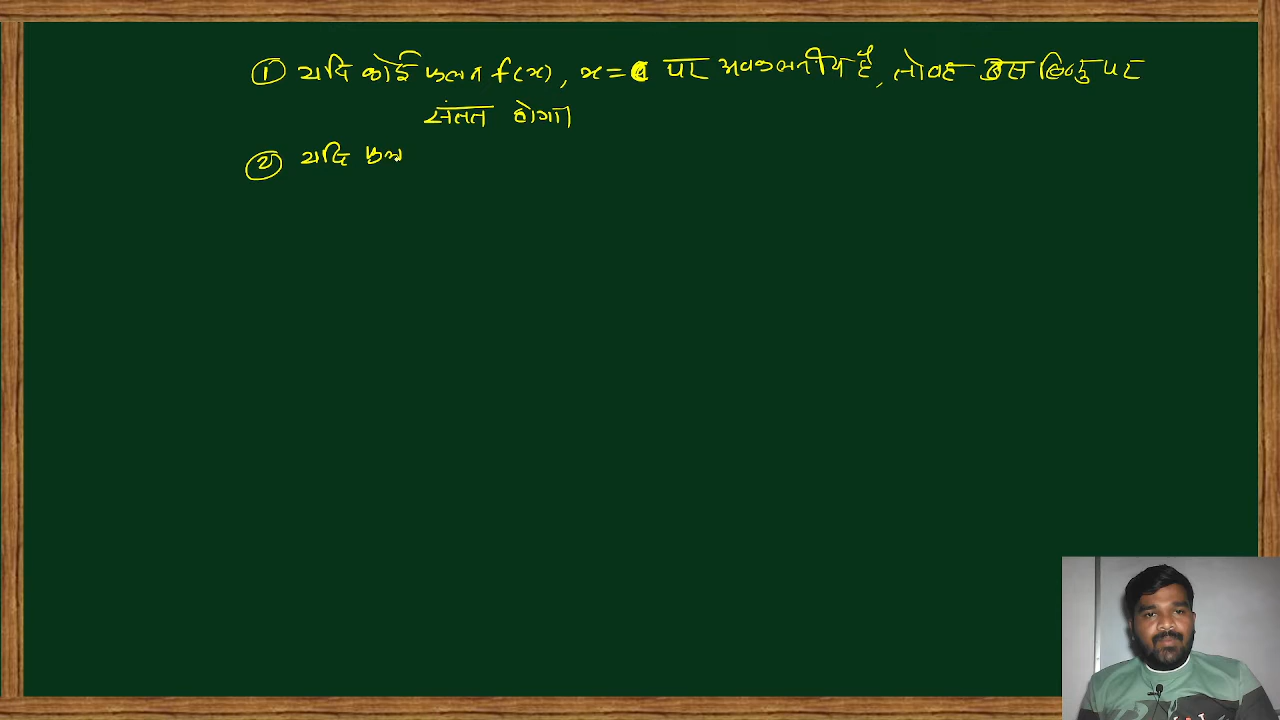 ① यदि कोई फलन f(x), x = c पर अवकलनीय है, तो वह उस बिन्दु पर
संतत होगा।
② यदि फल